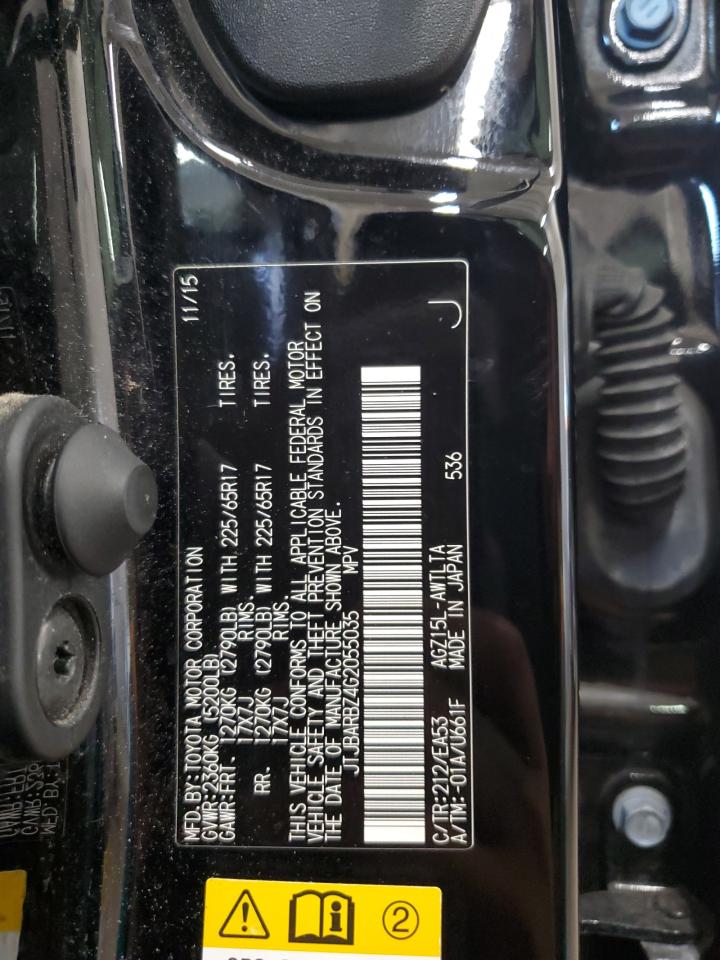 MFD.BY:TOYOTA MOTOR CORPORATION 11/15
GVWR:2360KG (5200LB)
GAWR:FRT. 1270KG (2790LB) WITH 225/65R17 TIRES.
17X7J RIMS.
RR. 1270KG (2790LB) WITH 225/65R17 TIRES.
17X7J RIMS.
THIS VEHICLE CONFORMS TO ALL APPLICABLE FEDERAL MOTOR
VEHICLE SAFETY AND THEFT PREVENTION STANDARDS IN EFFECT ON
THE DATE OF MANUFACTURE SHOWN ABOVE.
JTJBARBZ4G2055035 MPV
C/TR:212/EA53 AGZ15L-AWTLTA
A/TM:-01A/U661F MADE IN JAPAN 536 J
2